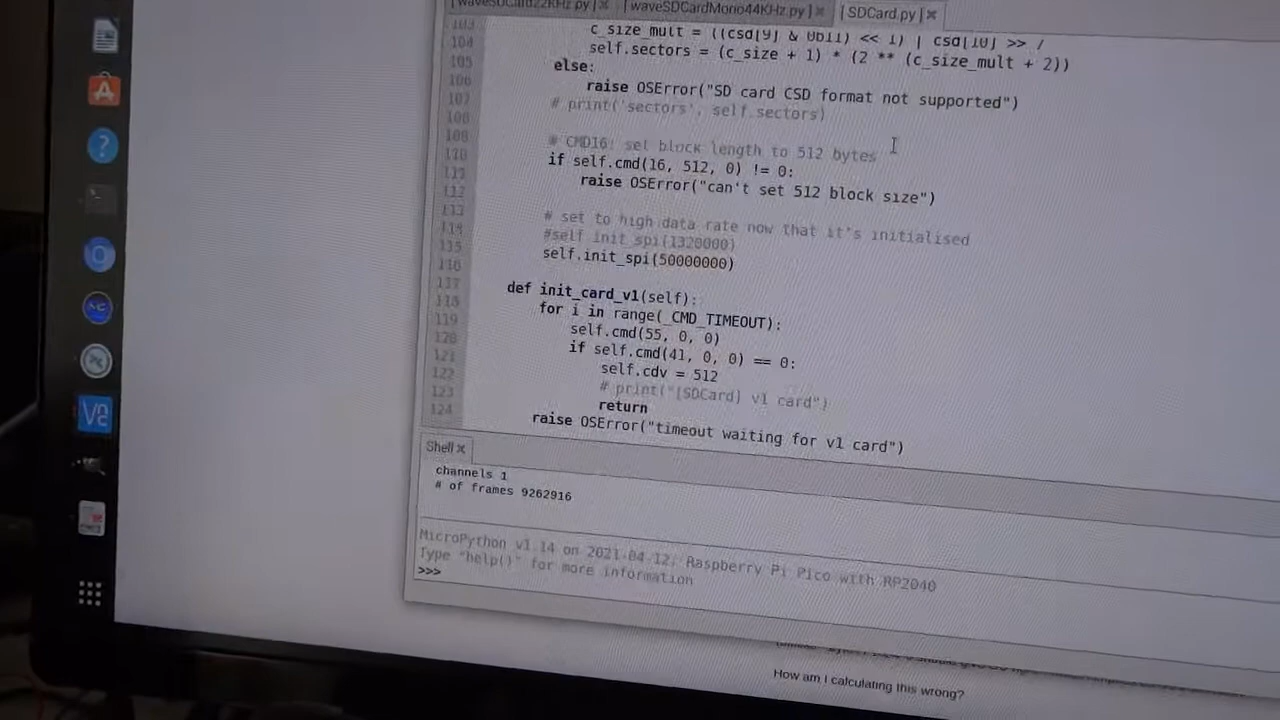 waveSDCard22KHz.py
waveSDCardMono44KHz.py
SDCard.py
103 c_size_mult = ((csd[9] & 0b11) << 1) | csd[10] >> 7
104 self.sectors = (c_size + 1) * (2 ** (c_size_mult + 2))
105 else:
106 raise OSError("SD card CSD format not supported")
107 # print('sectors', self.sectors)
108
109 # CMD16: set block length to 512 bytes
110 if self.cmd(16, 512, 0) != 0:
111 raise OSError("can't set 512 block size")
112
113 # set to high data rate now that it's initialised
114 #self.init_spi(1320000)
115 self.init_spi(50000000)
116
117 def init_card_v1(self):
118 for i in range(_CMD_TIMEOUT):
119 self.cmd(55, 0, 0)
120 if self.cmd(41, 0, 0) == 0:
121 self.cdv = 512
122 # print("[SDCard] v1 card")
123 return
124 raise OSError("timeout waiting for v1 card")
Shell
channels 1
# of frames 9262916
MicroPython v1.14 on 2021-04-12; Raspberry Pi Pico with RP2040
Type "help()" for more information
>>>
How am I calculating this wrong?